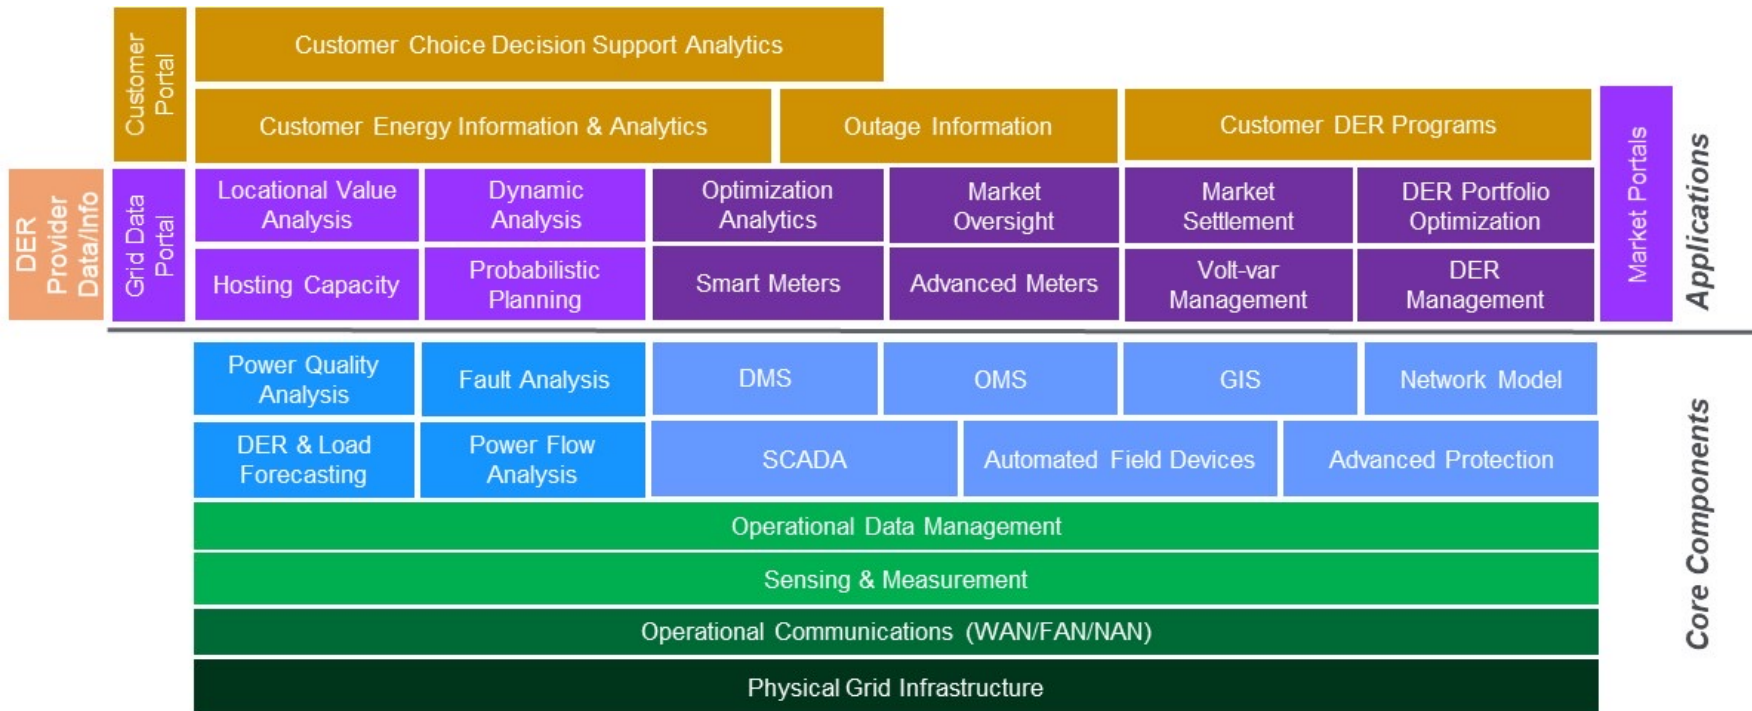 Customer
Portal
Customer Choice Decision Support Analytics
Customer Energy Information & Analytics
Outage Information
Customer DER Programs
DER
Provider
Data/Info
Grid Data
Portal
Locational Value
Analysis
Dynamic
Analysis
Optimization
Analytics
Market
Oversight
Market
Settlement
DER Portfolio
Optimization
Hosting Capacity
Probabilistic
Planning
Smart Meters
Advanced Meters
Volt-var
Management
DER
Management
Market Portals
Applications
Power Quality
Analysis
Fault Analysis
DMS
OMS
GIS
Network Model
DER & Load
Forecasting
Power Flow
Analysis
SCADA
Automated Field Devices
Advanced Protection
Operational Data Management
Sensing & Measurement
Operational Communications (WAN/FAN/NAN)
Physical Grid Infrastructure
Core Components